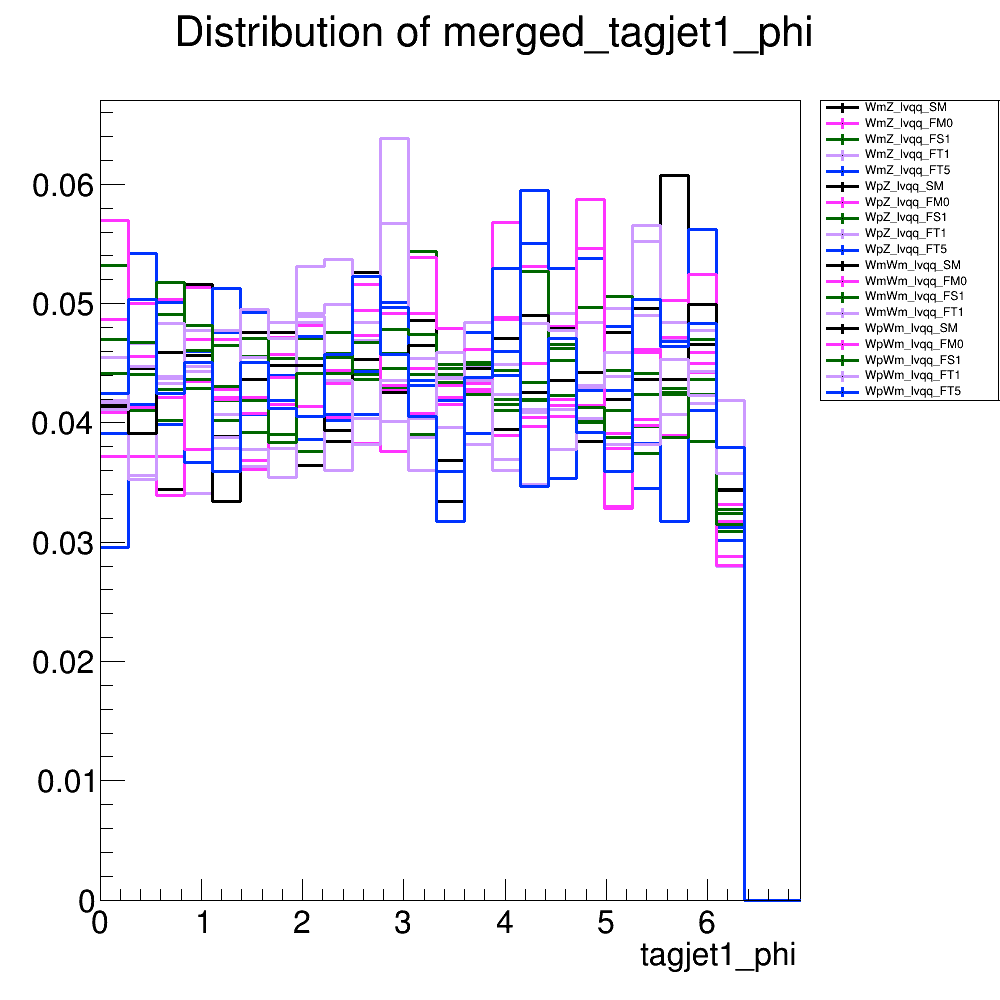 Distribution of merged_tagjet1_phi
WmZ_lvqq_SM
WmZ_lvqq_FM0
WmZ_lvqq_FS1
WmZ_lvqq_FT1
WmZ_lvqq_FT5
WpZ_lvqq_SM
WpZ_lvqq_FM0
WpZ_lvqq_FS1
WpZ_lvqq_FT1
WpZ_lvqq_FT5
WmWm_lvqq_SM
WmWm_lvqq_FM0
WmWm_lvqq_FS1
WmWm_lvqq_FT1
WpWm_lvqq_SM
WpWm_lvqq_FM0
WpWm_lvqq_FS1
WpWm_lvqq_FT1
WpWm_lvqq_FT5
0.06
0.05
0.04
0.03
0.02
0.01
0
0 1 2 3 4 5 6
tagjet1_phi